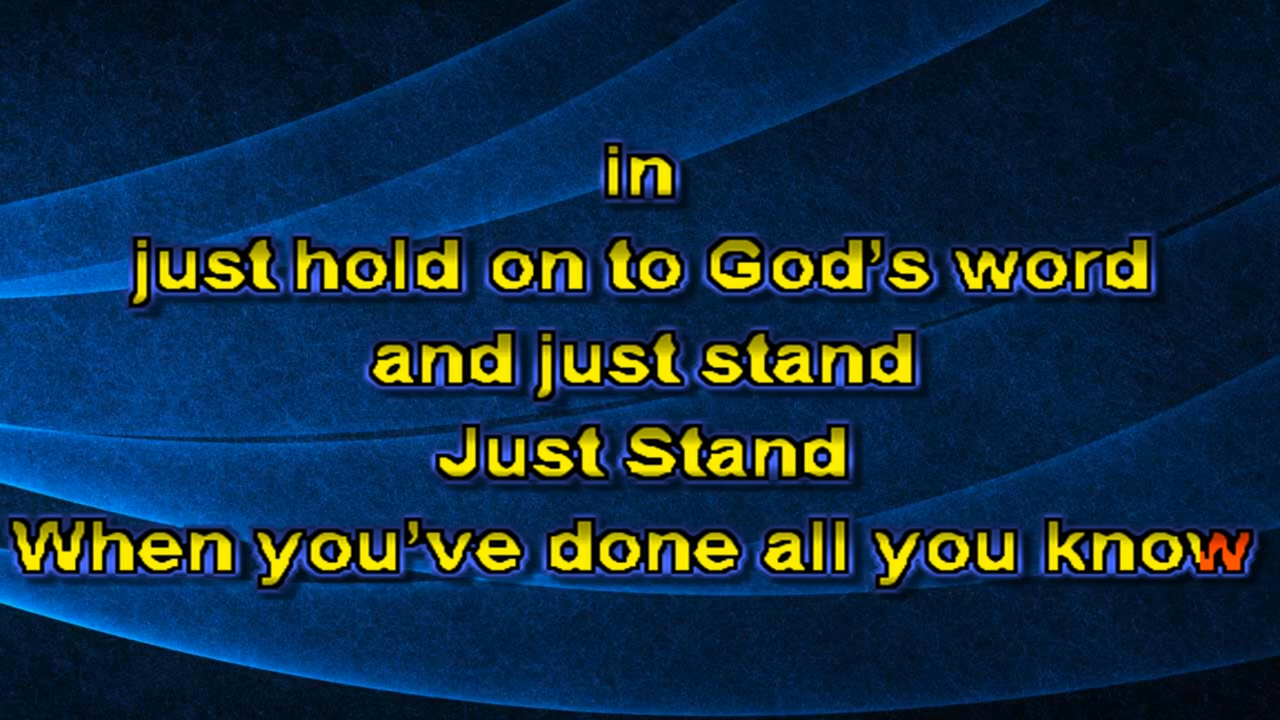 in
just hold on to God’s word
and just stand
Just Stand
When you’ve done all you know